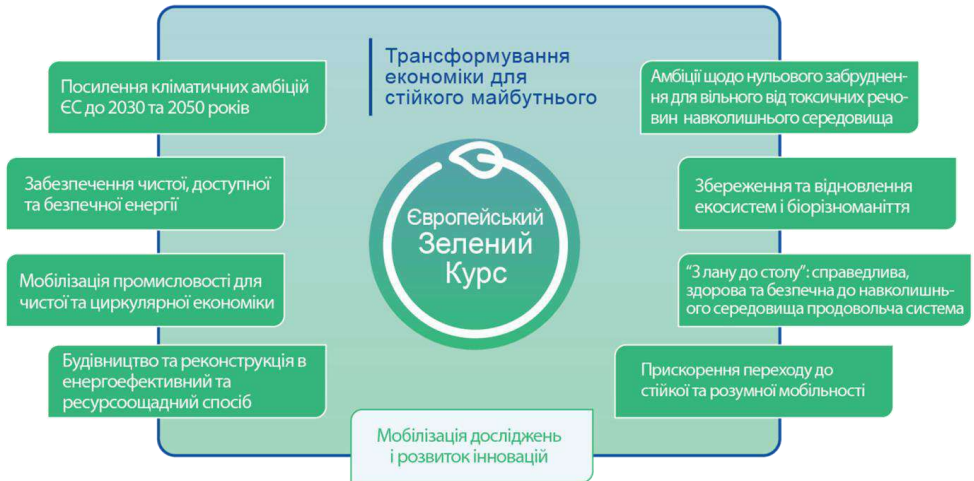 Трансформування
економіки для
стійкого майбутнього
Посилення кліматичних амбіцій
ЄС до 2030 та 2050 років
Забезпечення чистої, доступної
та безпечної енергії
Мобілізація промисловості для
чистої та циркулярної економіки
Будівництво та реконструкція в
енергоефективний та
ресурсоощадний спосіб
Європейський
Зелений
Курс
Амбіції щодо нульового забруднен-
ня для вільного від токсичних речо-
вин навколишнього середовища
Збереження та відновлення
екосистем і біорізноманіття
“З лану до столу”: справедлива,
здорова та безпечна до навколишнь-
ого середовища продовольча система
Прискорення переходу до
стійкої та розумної мобільності
Мобілізація досліджень
і розвиток інновацій